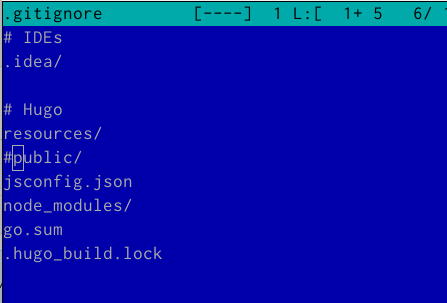 .gitignore [----] 1 L:[ 1+ 5 6/
# IDEs
.idea/
# Hugo
resources/
#public/
jsconfig.json
node_modules/
go.sum
.hugo_build.lock